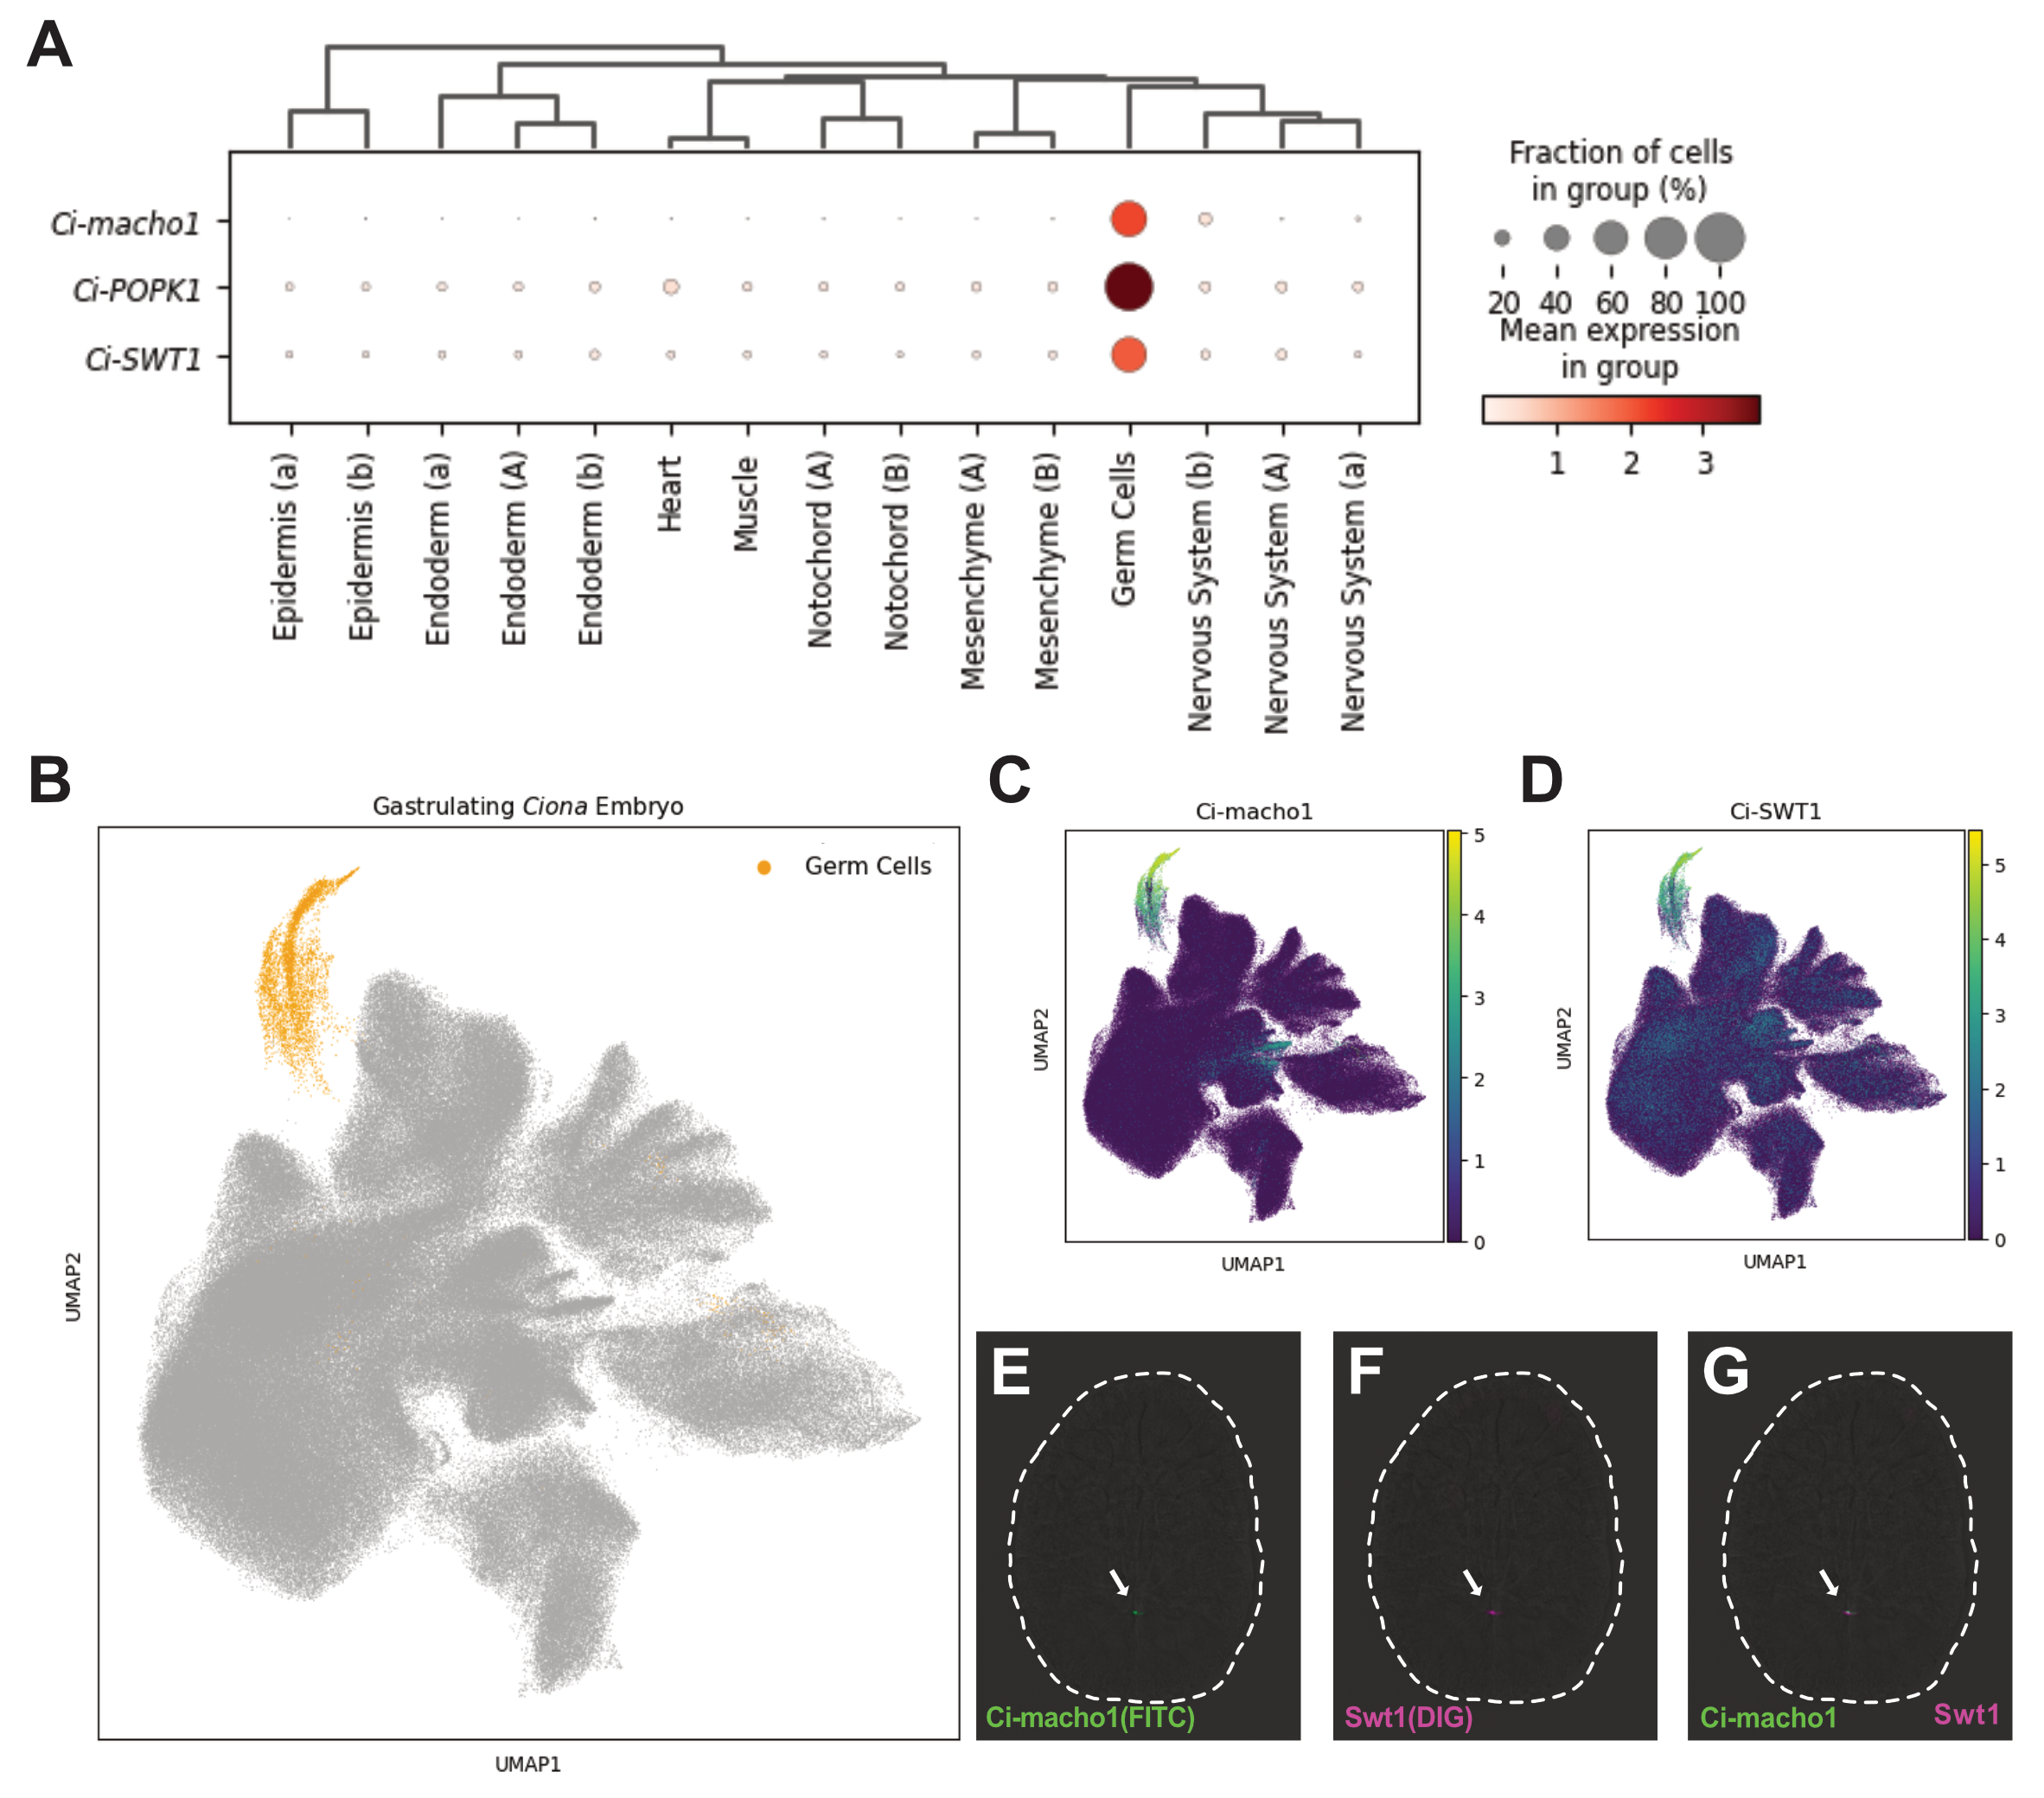 A
Ci-macho1
Ci-POPK1
Ci-SWT1
Fraction of cells
in group (%)
20 40 60 80 100
Mean expression
in group
1 2 3
Epidermis (a)
Epidermis (b)
Endoderm (a)
Endoderm (A)
Endoderm (b)
Heart
Muscle
Notochord (A)
Notochord (B)
Mesenchyme (A)
Mesenchyme (B)
Germ Cells
Nervous System (b)
Nervous System (A)
Nervous System (a)
B
Gastrulating Ciona Embryo
Germ Cells
UMAP2
UMAP1
C
Ci-macho1
5
4
3
2
1
0
UMAP2
UMAP1
D
Ci-SWT1
5
4
3
2
1
0
UMAP2
UMAP1
E
Ci-macho1(FITC)
F
Swt1(DIG)
G
Ci-macho1 Swt1